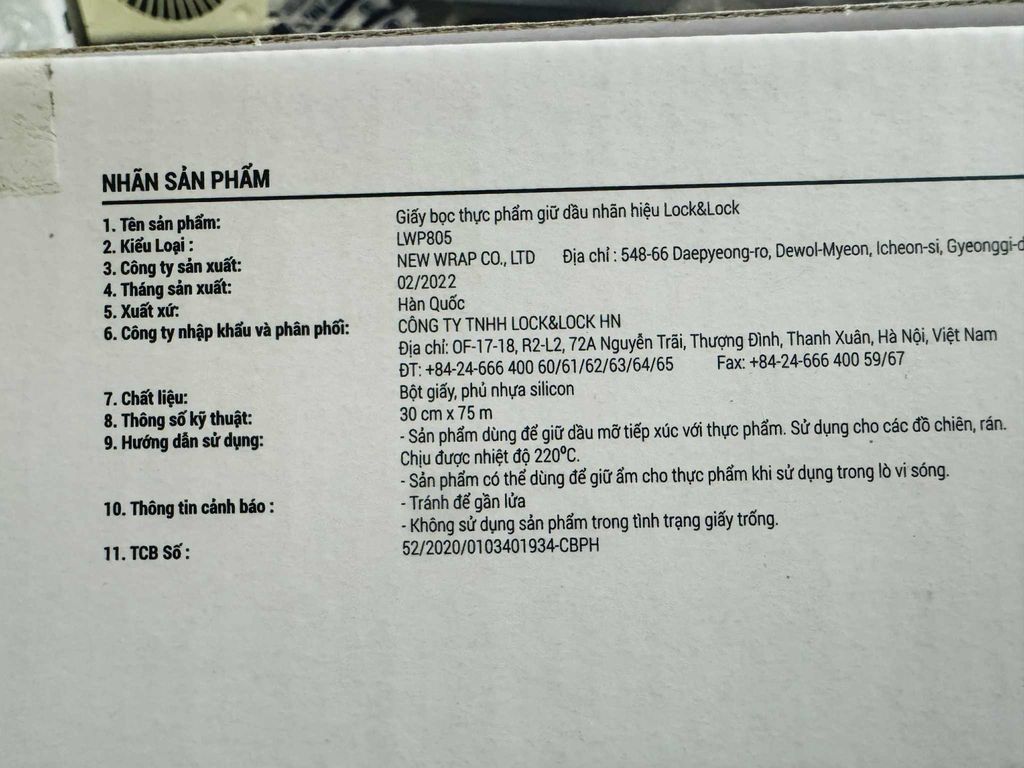 NHÃN SẢN PHẨM
1. Tên sản phẩm: Giấy bọc thực phẩm giữ dầu nhãn hiệu Lock&Lock
2. Kiểu Loại : LWP805
3. Công ty sản xuất: NEW WRAP CO., LTD Địa chỉ : 548-66 Daepyeong-ro, Dewol-Myeon, Icheon-si, Gyeonggi-d
4. Tháng sản xuất: 02/2022
5. Xuất xứ: Hàn Quốc
6. Công ty nhập khẩu và phân phối: CÔNG TY TNHH LOCK&LOCK HN
Địa chỉ: OF-17-18, R2-L2, 72A Nguyễn Trãi, Thượng Đình, Thanh Xuân, Hà Nội, Việt Nam
ĐT: +84-24-666 400 60/61/62/63/64/65 Fax: +84-24-666 400 59/67
7. Chất liệu: Bột giấy, phủ nhựa silicon
8. Thông số kỹ thuật: 30 cm x 75 m
9. Hướng dẫn sử dụng: - Sản phẩm dùng để giữ dầu mỡ tiếp xúc với thực phẩm. Sử dụng cho các đồ chiên, rán.
Chịu được nhiệt độ 220⁰C.
- Sản phẩm có thể dùng để giữ ẩm cho thực phẩm khi sử dụng trong lò vi sóng.
10. Thông tin cảnh báo : - Tránh để gần lửa
- Không sử dụng sản phẩm trong tình trạng giấy trống.
11. TCB Số : 52/2020/0103401934-CBPH